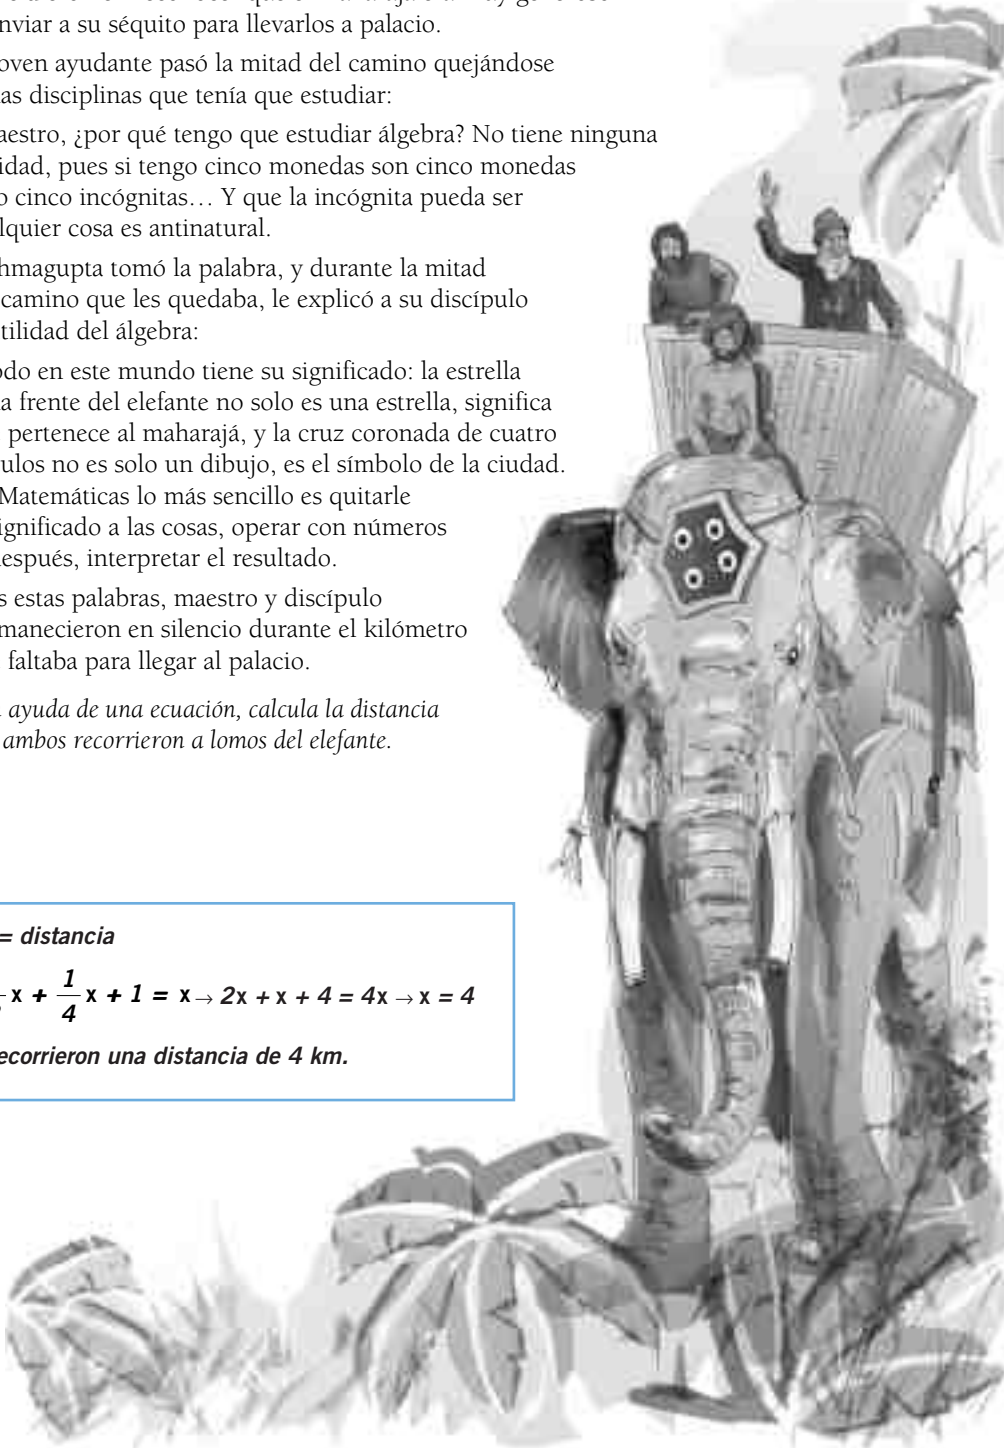 nviar a su séquito para llevarlos a palacio.
oven ayudante pasó la mitad del camino quejándose
as disciplinas que tenía que estudiar:
aestro, ¿por qué tengo que estudiar álgebra? No tiene ninguna
idad, pues si tengo cinco monedas son cinco monedas
o cinco incógnitas… Y que la incógnita pueda ser
lquier cosa es antinatural.
hmagupta tomó la palabra, y durante la mitad
camino que les quedaba, le explicó a su discípulo
tilidad del álgebra:
odo en este mundo tiene su significado: la estrella
a frente del elefante no solo es una estrella, significa
pertenece al maharajá, y la cruz coronada de cuatro
ulos no es solo un dibujo, es el símbolo de la ciudad.
Matemáticas lo más sencillo es quitarle
ignificado a las cosas, operar con números
espués, interpretar el resultado.
s estas palabras, maestro y discípulo
manecieron en silencio durante el kilómetro
faltaba para llegar al palacio.
ayuda de una ecuación, calcula la distancia
ambos recorrieron a lomos del elefante.
= distancia
x + 1/4 x + 1 = x → 2x + x + 4 = 4x → x = 4
ecorrieron una distancia de 4 km.